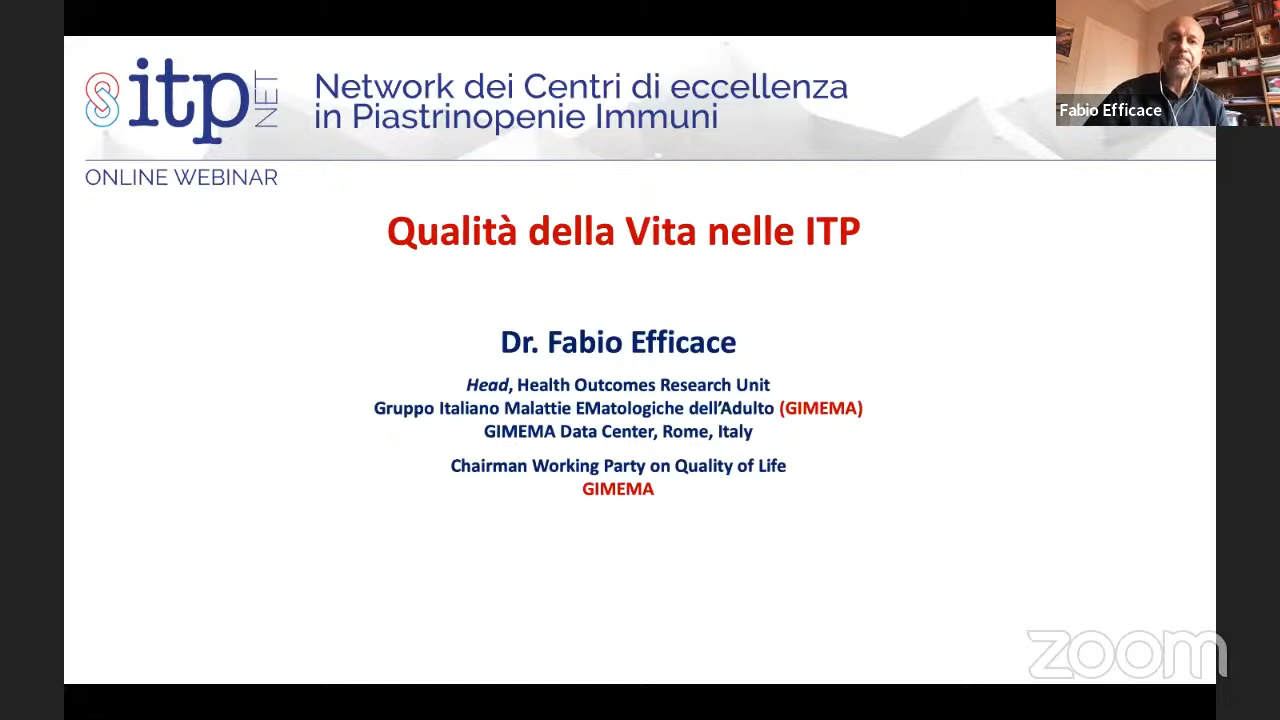 itp NET
Network dei Centri di eccellenza
in Piastrinopenie Immuni
ONLINE WEBINAR
Fabio Efficace
Qualità della Vita nelle ITP
Dr. Fabio Efficace
Head, Health Outcomes Research Unit
Gruppo Italiano Malattie EMatologiche dell’Adulto (GIMEMA)
GIMEMA Data Center, Rome, Italy
Chairman Working Party on Quality of Life
GIMEMA
zoom